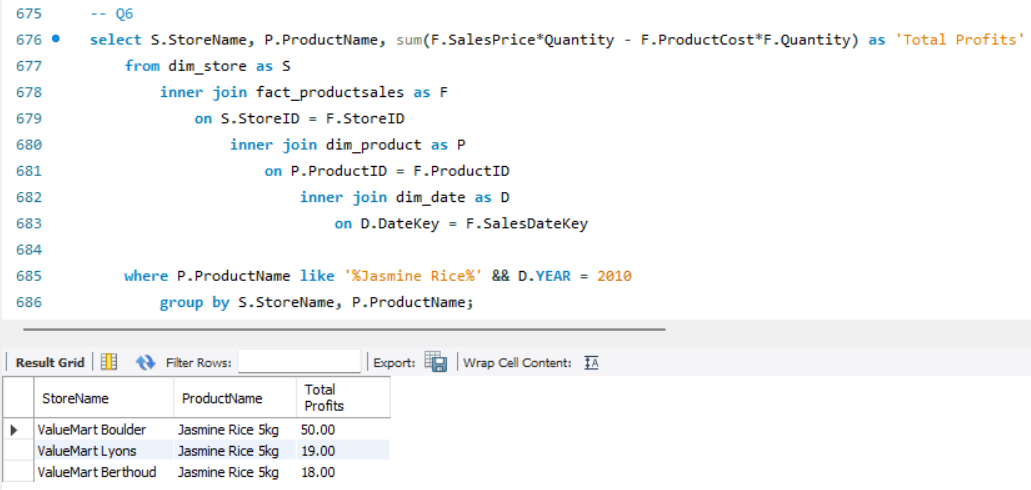 675 -- Q6
676 select S.StoreName, P.ProductName, sum(F.SalesPrice*Quantity - F.ProductCost*F.Quantity) as 'Total Profits'
677 from dim_store as S
678 inner join fact_productsales as F
679 on S.StoreID = F.StoreID
680 inner join dim_product as P
681 on P.ProductID = F.ProductID
682 inner join dim_date as D
683 on D.DateKey = F.SalesDateKey
684
685 where P.ProductName like '%Jasmine Rice%' && D.YEAR = 2010
686 group by S.StoreName, P.ProductName;
Result Grid Filter Rows: Export: Wrap Cell Content: IA
StoreName ProductName Total Profits
ValueMart Boulder Jasmine Rice 5kg 50.00
ValueMart Lyons Jasmine Rice 5kg 19.00
ValueMart Berthoud Jasmine Rice 5kg 18.00